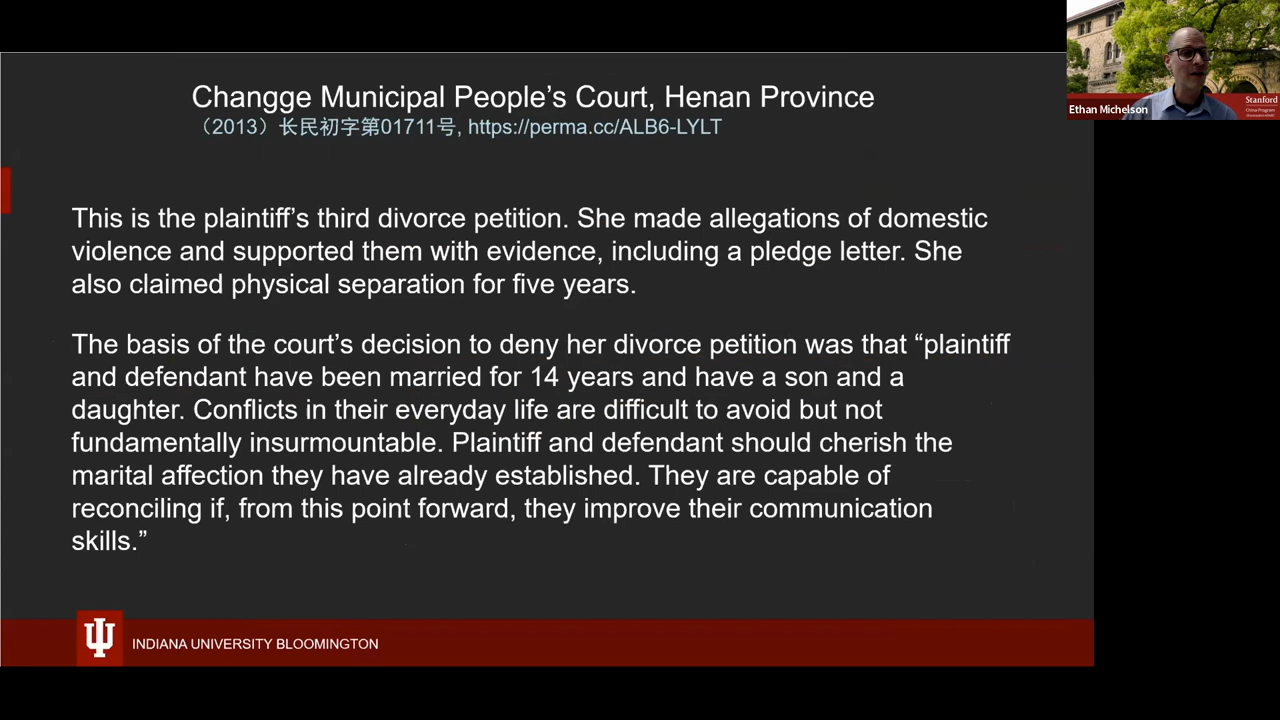 Changge Municipal People’s Court, Henan Province
（2013）长民初字第01711号, https://perma.cc/ALB6-LYLT
This is the plaintiff’s third divorce petition. She made allegations of domestic
violence and supported them with evidence, including a pledge letter. She
also claimed physical separation for five years.
The basis of the court’s decision to deny her divorce petition was that “plaintiff
and defendant have been married for 14 years and have a son and a
daughter. Conflicts in their everyday life are difficult to avoid but not
fundamentally insurmountable. Plaintiff and defendant should cherish the
marital affection they have already established. They are capable of
reconciling if, from this point forward, they improve their communication
skills.”
INDIANA UNIVERSITY BLOOMINGTON
Ethan Michelson
Stanford
China Program